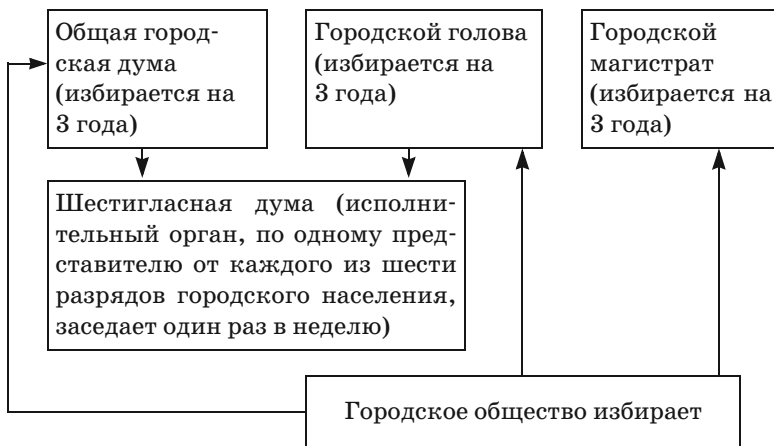 Общая город-
ская дума
(избирается на
3 года)
Городской голова
(избирается на
3 года)
Городской
магистрат
(избирается на
3 года)
Шестигласная дума (исполни-
тельный орган, по одному пред-
ставителю от каждого из шести
разрядов городского населения,
заседает один раз в неделю)
Городское общество избирает